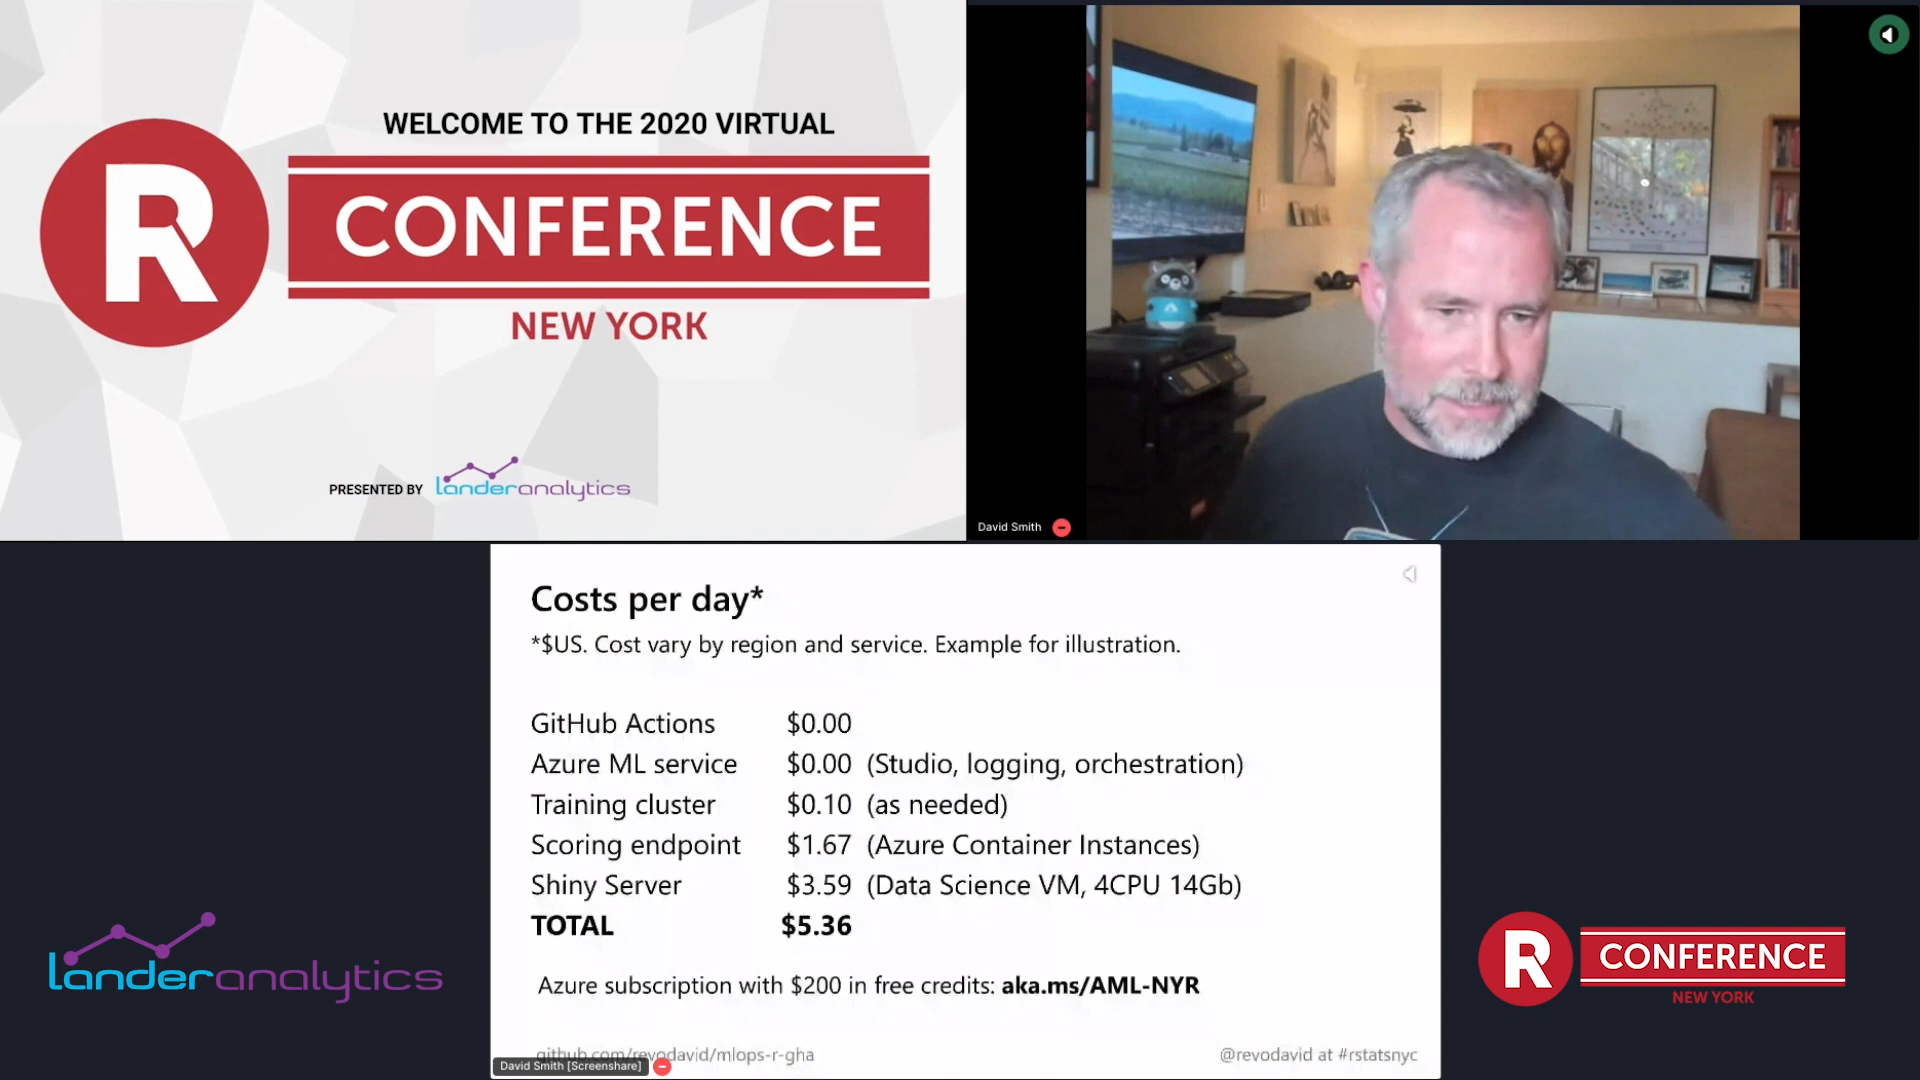 WELCOME TO THE 2020 VIRTUAL
R CONFERENCE
NEW YORK
PRESENTED BY landeranalytics
David Smith
Costs per day*
*$US. Cost vary by region and service. Example for illustration.
GitHub Actions $0.00
Azure ML service $0.00 (Studio, logging, orchestration)
Training cluster $0.10 (as needed)
Scoring endpoint $1.67 (Azure Container Instances)
Shiny Server $3.59 (Data Science VM, 4CPU 14Gb)
TOTAL $5.36
Azure subscription with $200 in free credits: aka.ms/AML-NYR
github.com/revodavid/mlops-r-gha
@revodavid at #rstatsnyc
David Smith [Screenshare]
landeranalytics
R CONFERENCE
NEW YORK